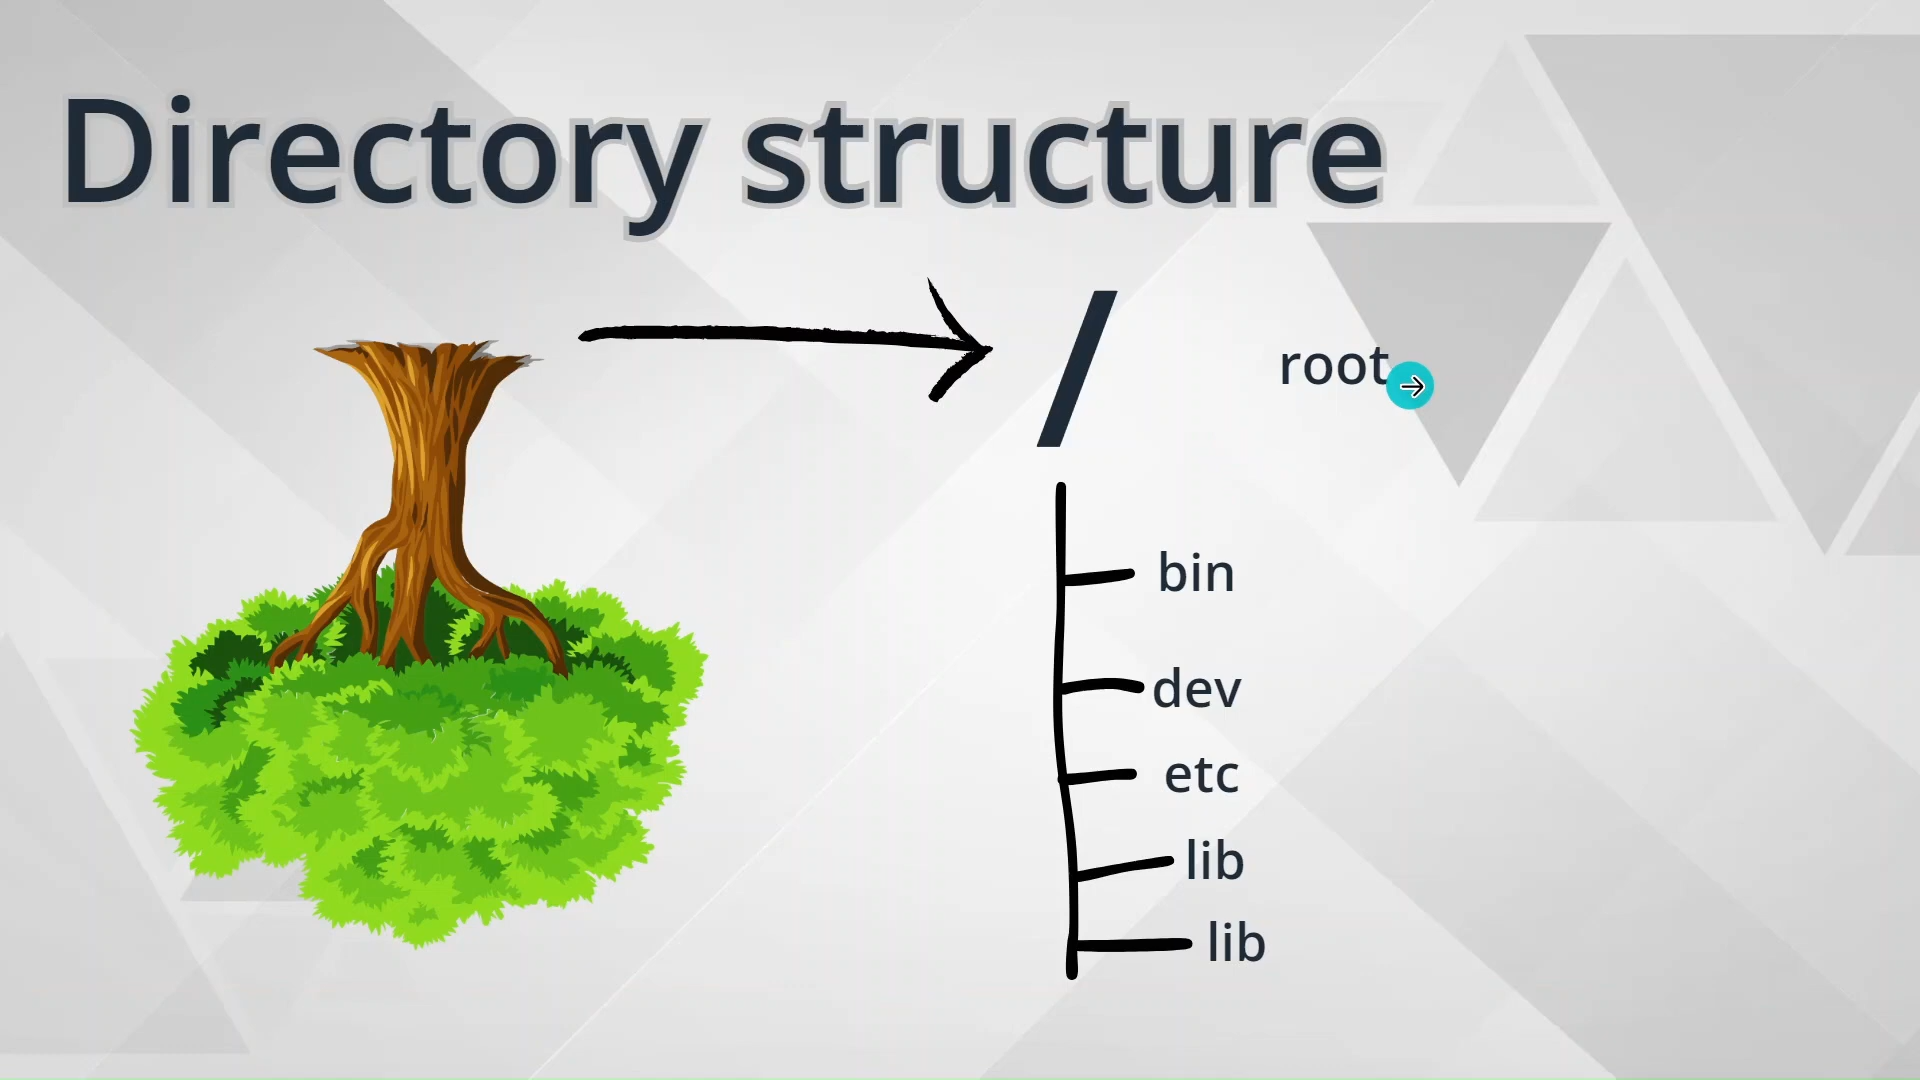 Directory structure
/
root
bin
dev
etc
lib
lib